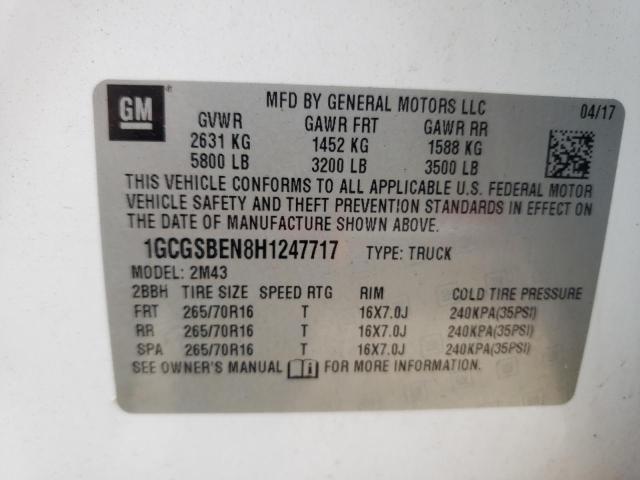 GM ® MFD BY GENERAL MOTORS LLC 04/17
GVWR GAWR FRT GAWR RR
2631 KG 1452 KG 1588 KG
5800 LB 3200 LB 3500 LB
THIS VEHICLE CONFORMS TO ALL APPLICABLE U.S. FEDERAL MOTOR
VEHICLE SAFETY AND THEFT PREVENTION STANDARDS IN EFFECT ON
THE DATE OF MANUFACTURE SHOWN ABOVE.
1GCGSBEN8H1247717 TYPE: TRUCK
MODEL: 2M43
2BBH TIRE SIZE SPEED RTG RIM COLD TIRE PRESSURE
FRT 265/70R16 T 16X7.0J 240KPA(35PSI)
RR 265/70R16 T 16X7.0J 240KPA(35PSI)
SPA 265/70R16 T 16X7.0J 240KPA(35PSI)
SEE OWNER'S MANUAL i FOR MORE INFORMATION.